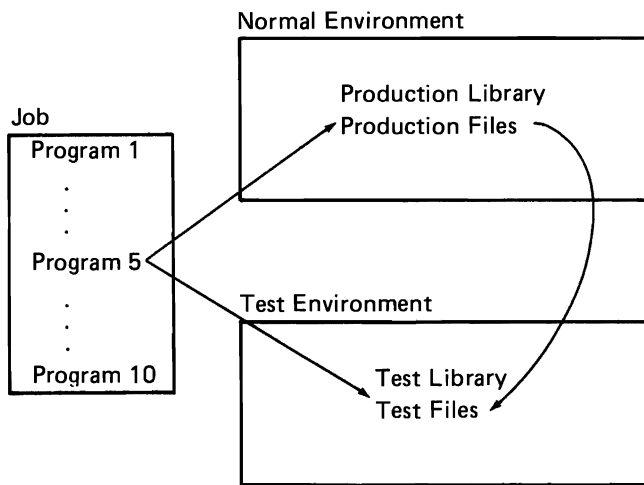 Normal Environment
Production Library
Production Files
Job
Program 1
.
.
.
Program 5
.
.
.
Program 10
Test Environment
Test Library
Test Files